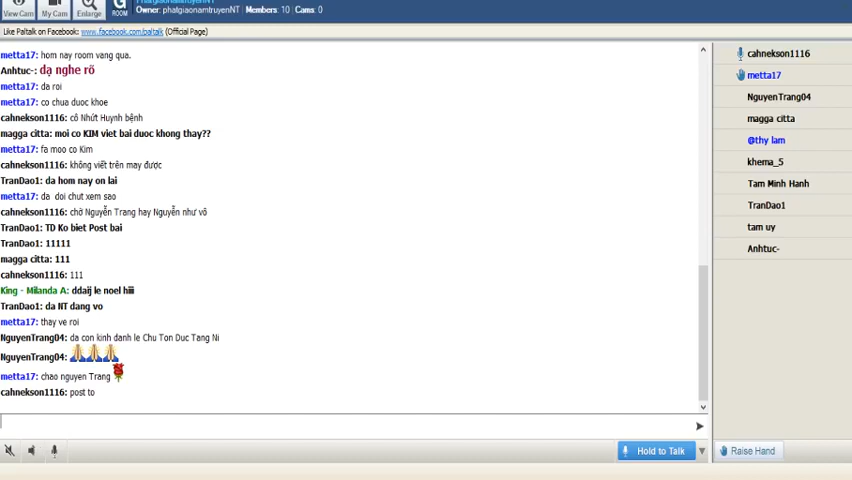 View Cam
My Cam
Enlarge
G
ROOM
PhatgiaonamtruyenNT
Owner: phatgiaonamtruyenNT | Members: 10 | Cams: 0
Like Paltalk on Facebook: www.facebook.com/paltalk (Official Page)
metta17: hom nay room vang qua.
Anhtuc-: dạ nghe rõ
metta17: da roi
metta17: co chua duoc khoe
cahnekson1116: cô Nhứt Huỳnh bệnh
magga citta: moi co KIM viet bai duoc khong thay??
metta17: fa moo co Kim
cahnekson1116: không viết trên may được
TranDao1: da hom nay on lai
metta17: da doi chut xem sao
cahnekson1116: chờ Nguyễn Trang hay Nguyễn như vô
TranDao1: TD Ko biet Post bai
TranDao1: 11111
magga citta: 111
cahnekson1116: 111
King - Milanda A: ddaij le noel hiii
TranDao1: da NT dang vo
metta17: thay ve roi
NguyenTrang04: da con kinh danh le Chu Ton Duc Tang Ni
NguyenTrang04:
metta17: chao nguyen Trang
cahnekson1116: post to
Hold to Talk
cahnekson1116
metta17
NguyenTrang04
magga citta
@thy lam
khema_5
Tam Minh Hanh
TranDao1
tam uy
Anhtuc-
Raise Hand